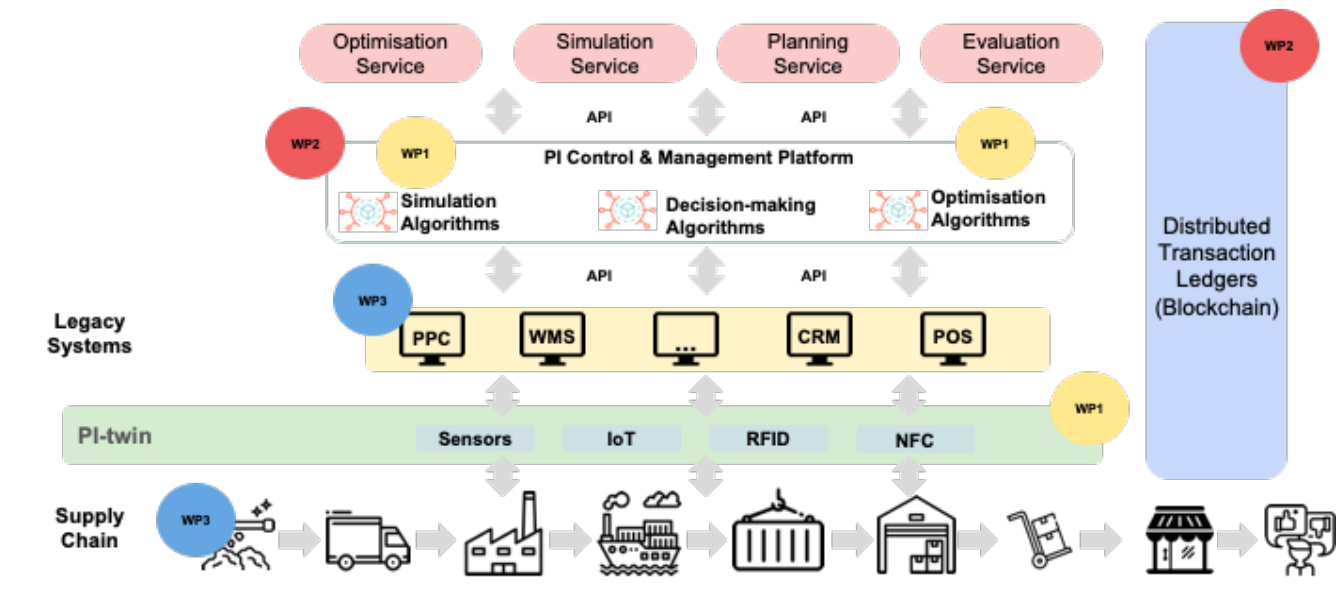 Optimisation
Service
Simulation
Service
Planning
Service
Evaluation
Service
WP2
API
API
WP2
WP1
WP1
PI Control & Management Platform
Simulation
Algorithms
Decision-making
Algorithms
Optimisation
Algorithms
Distributed
Transaction
Ledgers
(Blockchain)
API
API
WP3
Legacy
Systems
PPC
WMS
...
CRM
POS
WP1
PI-twin
Sensors
IoT
RFID
NFC
Supply
Chain
WP3